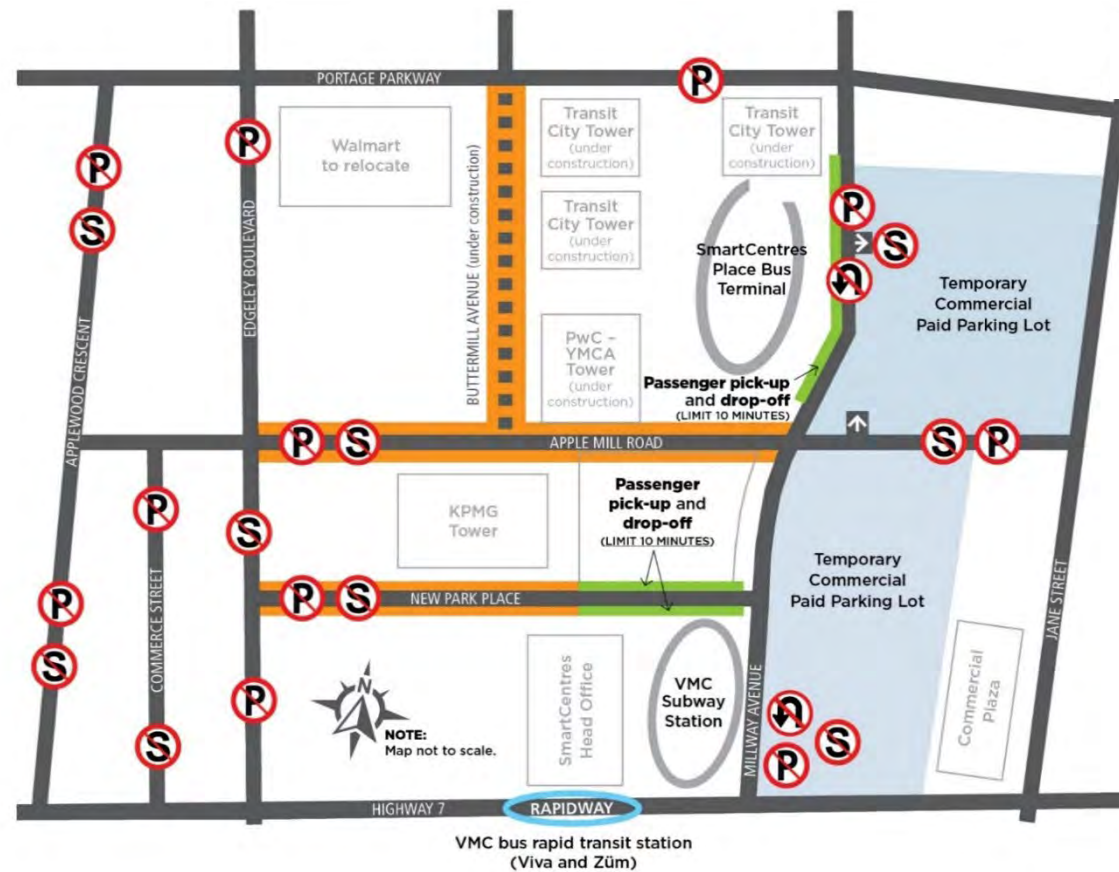 PORTAGE PARKWAY
P
P
Walmart
to relocate
BUTTERMILL AVENUE (under construction)
Transit
City Tower
(under
construction)
Transit
City Tower
(under
construction)
P
S
EDGELEY BOULEVARD
APPLEWOOD CRESCENT
Transit
City Tower
(under
construction)
SmartCentres
Place Bus
Terminal
P
S
Temporary
Commercial
Paid Parking Lot
PwC –
YMCA
Tower
(under
construction)
Passenger pick-up
and drop-off
(LIMIT 10 MINUTES)
P
S
APPLE MILL ROAD
S
P
KPMG
Tower
Passenger
pick-up and
drop-off
(LIMIT 10 MINUTES)
P
S
COMMERCE STREET
Temporary
Commercial
Paid Parking Lot
JANE STREET
P
S
P
S
NEW PARK PLACE
N
NOTE:
Map not to scale.
SmartCentres
Head Office
VMC
Subway
Station
MILLWAY AVENUE
Commercial
Plaza
P
S
S
P
HIGHWAY 7
RAPIDWAY
VMC bus rapid transit station
(Viva and Züm)